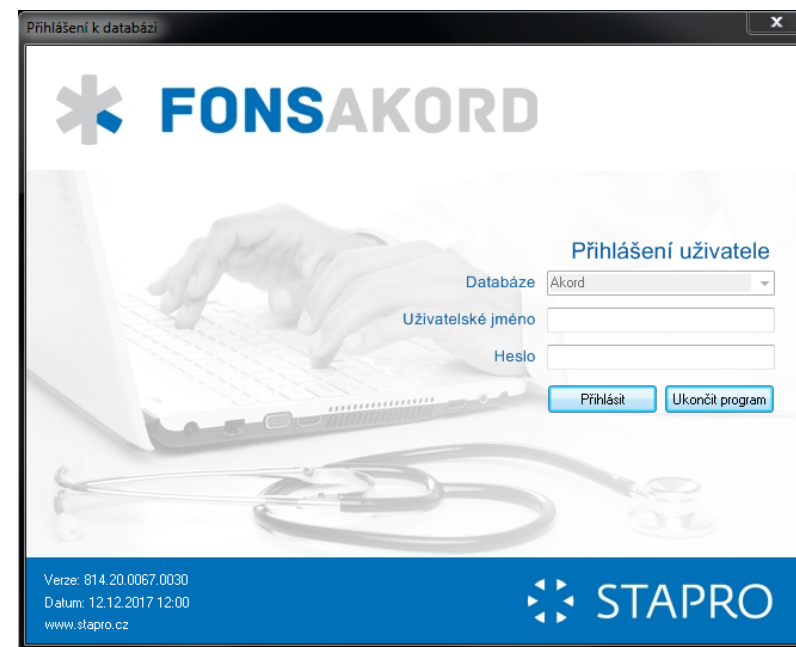 Přihlášení k databázi
x
FONSAKORD
Přihlášení uživatele
Databáze Akord
Uživatelské jméno
Heslo
Přihlásit Ukončit program
Verze: 814.20.0067.0030
Datum: 12.12.2017 12:00
www.stapro.cz
STAPRO